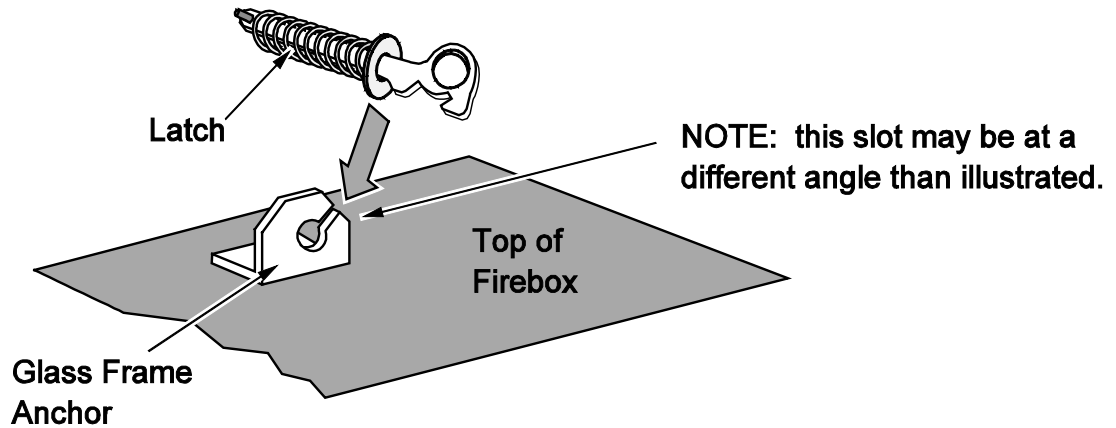 Latch
NOTE:  this slot may be at a
different angle than illustrated.
Top of
Firebox
Glass Frame
Anchor